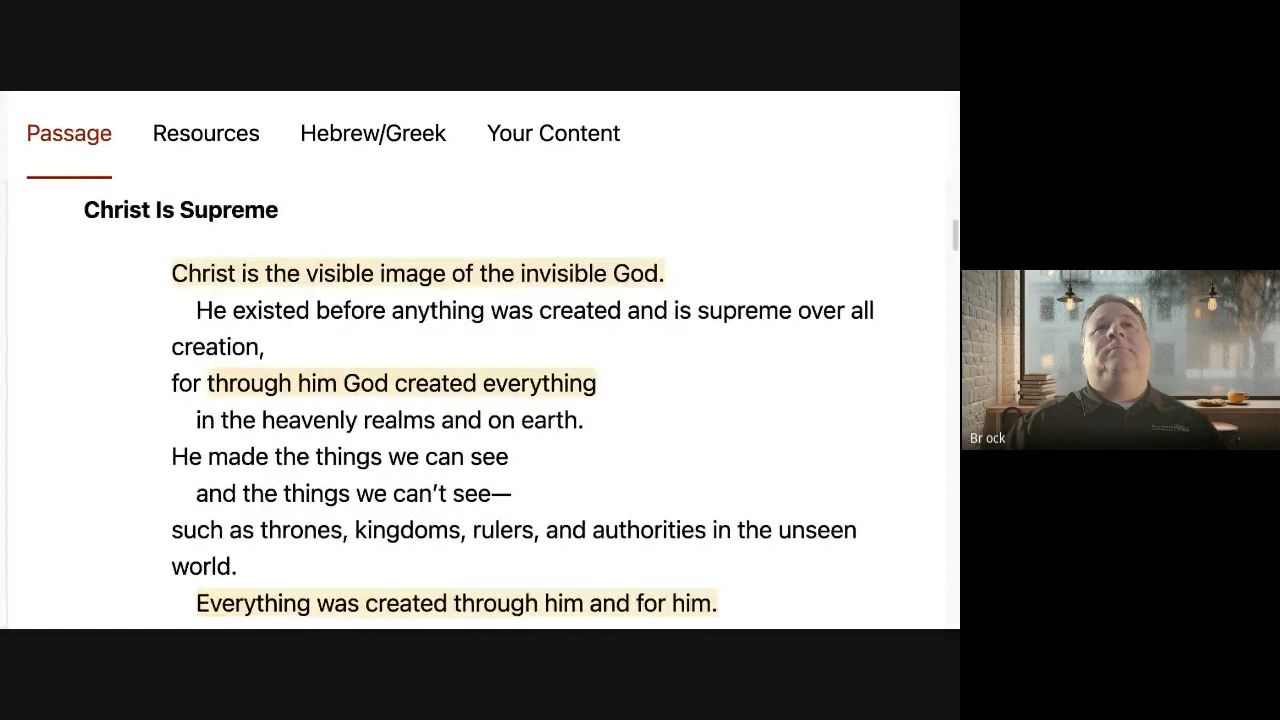 Passage Resources Hebrew/Greek Your Content
Christ Is Supreme
Christ is the visible image of the invisible God.
He existed before anything was created and is supreme over all
creation,
for through him God created everything
in the heavenly realms and on earth.
He made the things we can see
and the things we can’t see—
such as thrones, kingdoms, rulers, and authorities in the unseen
world.
Everything was created through him and for him.
Br ock